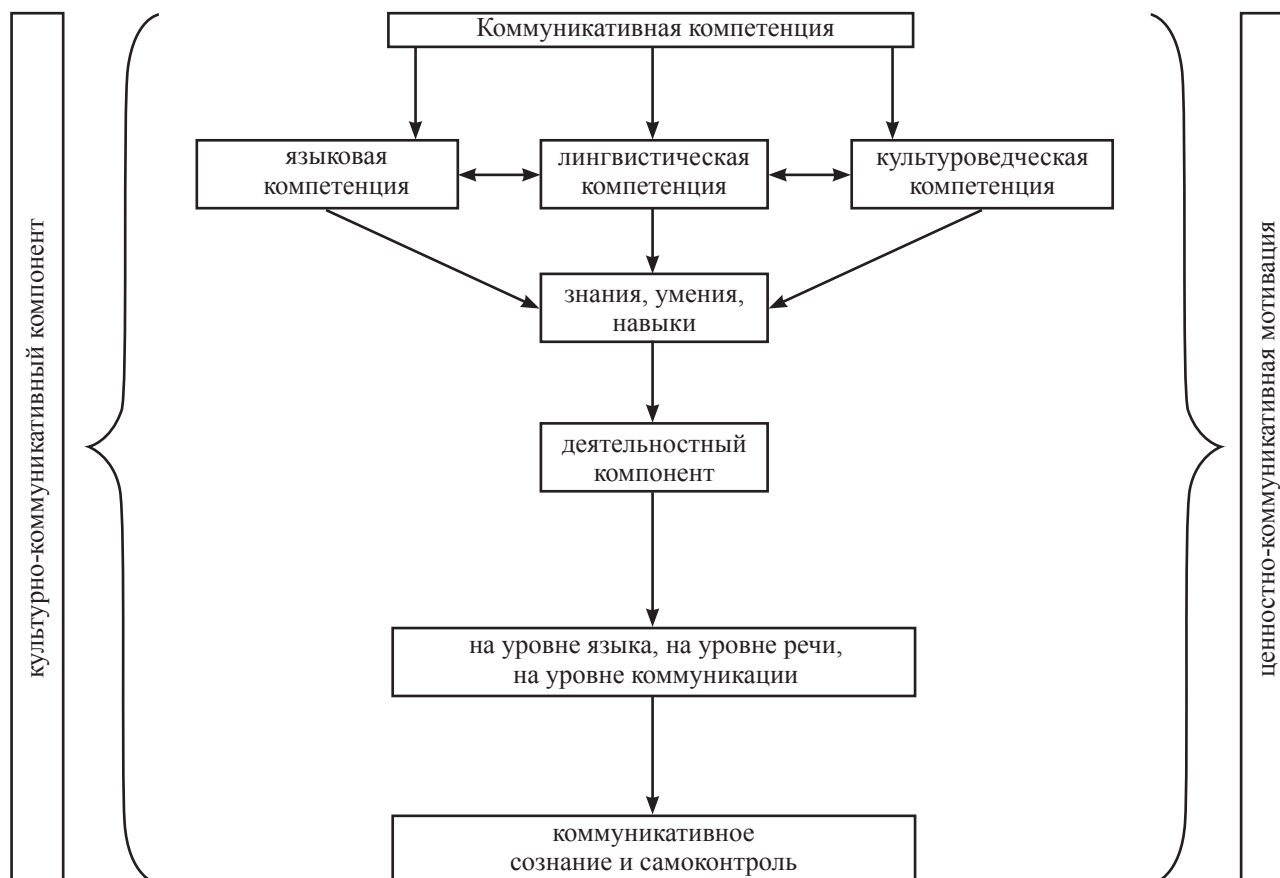 Коммуникативная компетенция
языковая
компетенция
лингвистическая
компетенция
культуроведческая
компетенция
знания, умения,
навыки
деятельностный
компонент
на уровне языка, на уровне речи,
на уровне коммуникации
коммуникативное
сознание и самоконтроль
культурно-коммуникативный компонент
ценностно-коммуникативная мотивация